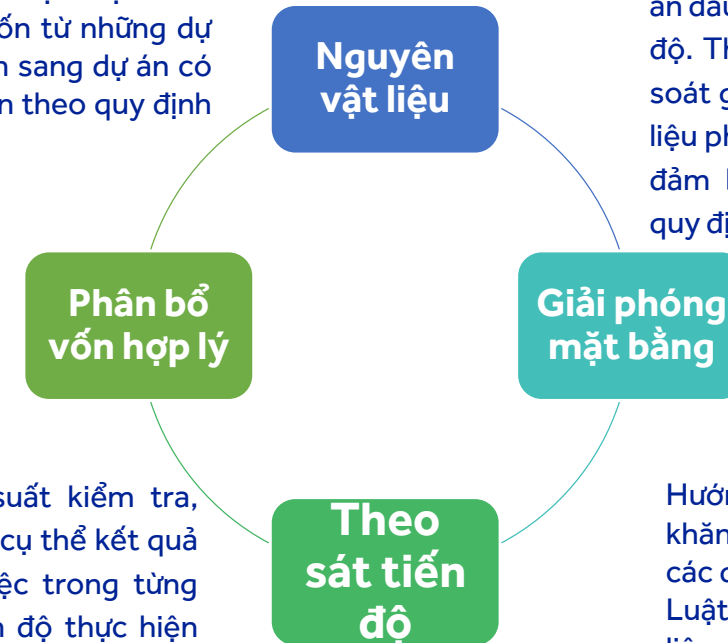 ốn từ những dự
sang dự án có
n theo quy định
Nguyên
vật liệu
độ. Th
soát g
liệu ph
đảm
quy đị
Phân bổ
vốn hợp lý
Giải phóng
mặt bằng
suất kiểm tra,
cụ thể kết quả
ệc trong từng
độ thực hiện
Theo
sát tiến
độ
Hướn
khăn
các
Luật